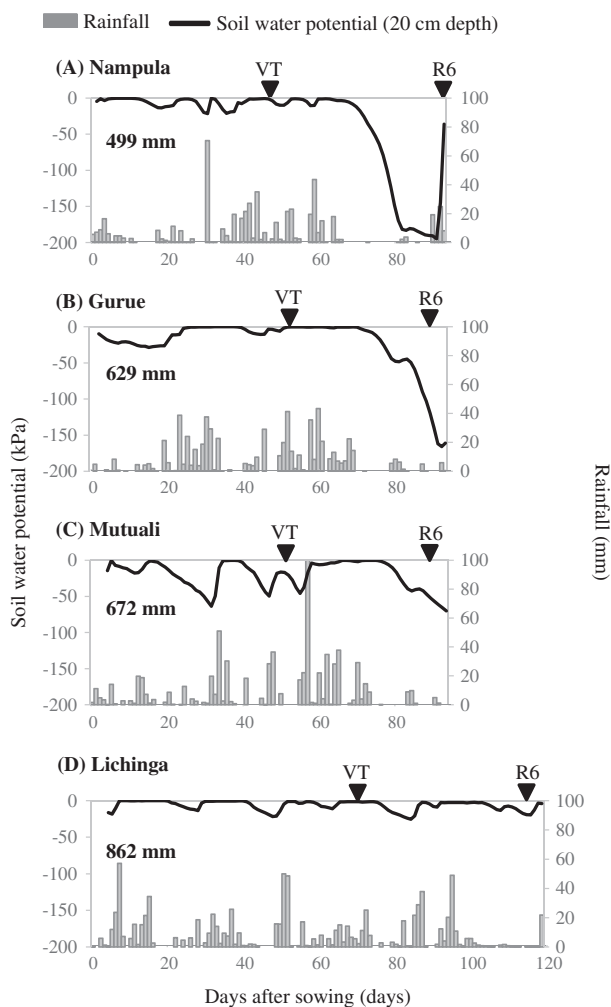 Rainfall Soil water potential (20 cm depth)
(A) Nampula VT R6
0 100
-50 80
499 mm
-100 60
-150 40
20
-200 0
0 20 40 60 80
(B) Gurue VT R6
0 100
-50 80
629 mm
-100 60
-150 40
20
-200 0
0 20 40 60 80
Soil water potential (kPa)
Rainfall (mm)
(C) Mutuali VT R6
0 100
-50 80
672 mm
-100 60
-150 40
20
-200 0
0 20 40 60 80
(D) Lichinga VT R6
0 100
-50 80
862 mm
-100 60
-150 40
20
-200 0
0 20 40 60 80 100 120
Days after sowing (days)